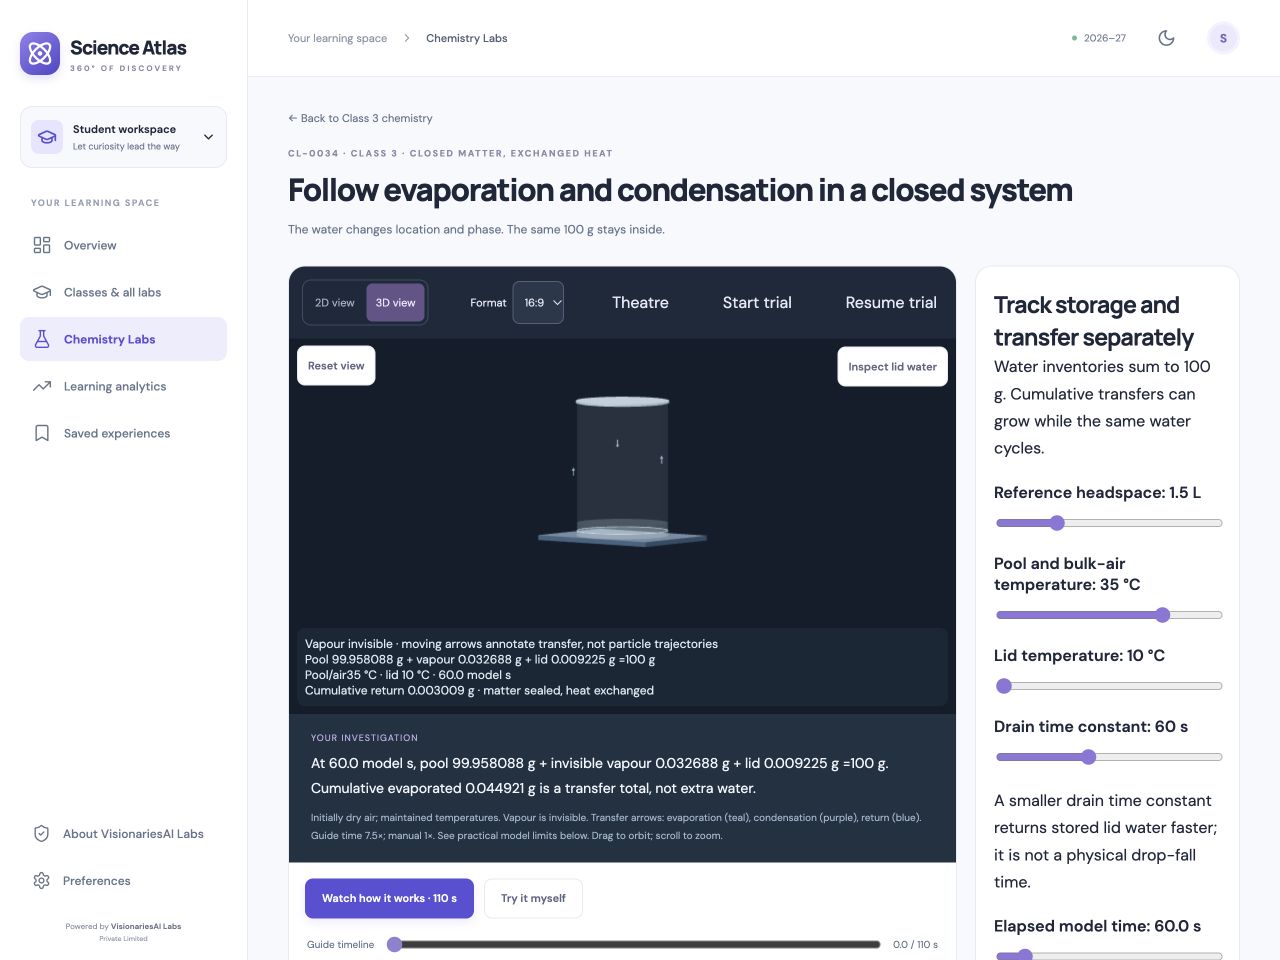 Science Atlas
360° OF DISCOVERY
Student workspace
Let curiosity lead the way
YOUR LEARNING SPACE
Overview
Classes & all labs
Chemistry Labs
Learning analytics
Saved experiences
About VisionariesAI Labs
Preferences
Powered by VisionariesAI Labs
Private Limited
Your learning space
Chemistry Labs
2026–27
S
← Back to Class 3 chemistry
CL-0034 · CLASS 3 · CLOSED MATTER, EXCHANGED HEAT
Follow evaporation and condensation in a closed system
The water changes location and phase. The same 100 g stays inside.
2D view
3D view
Format
16:9
Theatre
Start trial
Resume trial
Reset view
Inspect lid water
Vapour invisible · moving arrows annotate transfer, not particle trajectories
Pool 99.958088 g + vapour 0.032688 g + lid 0.009225 g =100 g
Pool/air35 °C · lid 10 °C · 60.0 model s
Cumulative return 0.003009 g · matter sealed, heat exchanged
YOUR INVESTIGATION
At 60.0 model s, pool 99.958088 g + invisible vapour 0.032688 g + lid 0.009225 g =100 g.
Cumulative evaporated 0.044921 g is a transfer total, not extra water.
Initially dry air; maintained temperatures. Vapour is invisible. Transfer arrows: evaporation (teal), condensation (purple), return (blue).
Guide time 7.5×; manual 1×. See practical model limits below. Drag to orbit; scroll to zoom.
Watch how it works · 110 s
Try it myself
Guide timeline
0.0 / 110 s
Track storage and
transfer separately
Water inventories sum to 100
g. Cumulative transfers can
grow while the same water
cycles.
Reference headspace: 1.5 L
Pool and bulk-air
temperature: 35 °C
Lid temperature: 10 °C
Drain time constant: 60 s
A smaller drain time constant
returns stored lid water faster;
it is not a physical drop-fall
time.
Elapsed model time: 60.0 s